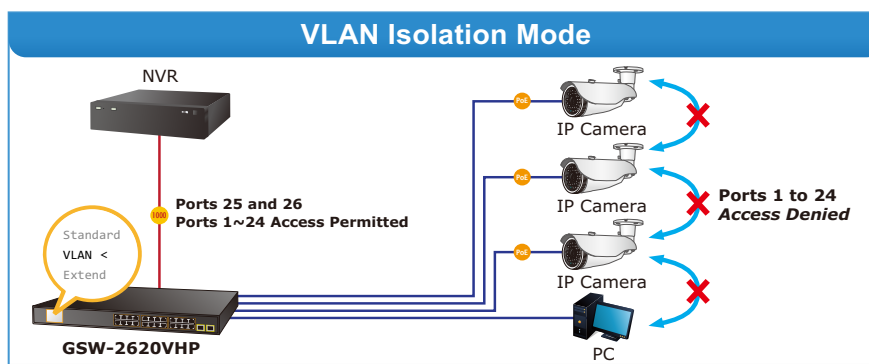 VLAN Isolation Mode
NVR
PoE
IP Camera
Ports 25 and 26
Ports 1~24 Access Permitted
1000
PoE
IP Camera
Ports 1 to 24
Access Denied
Standard
VLAN <
Extend
PoE
IP Camera
GSW-2620VHP
PC